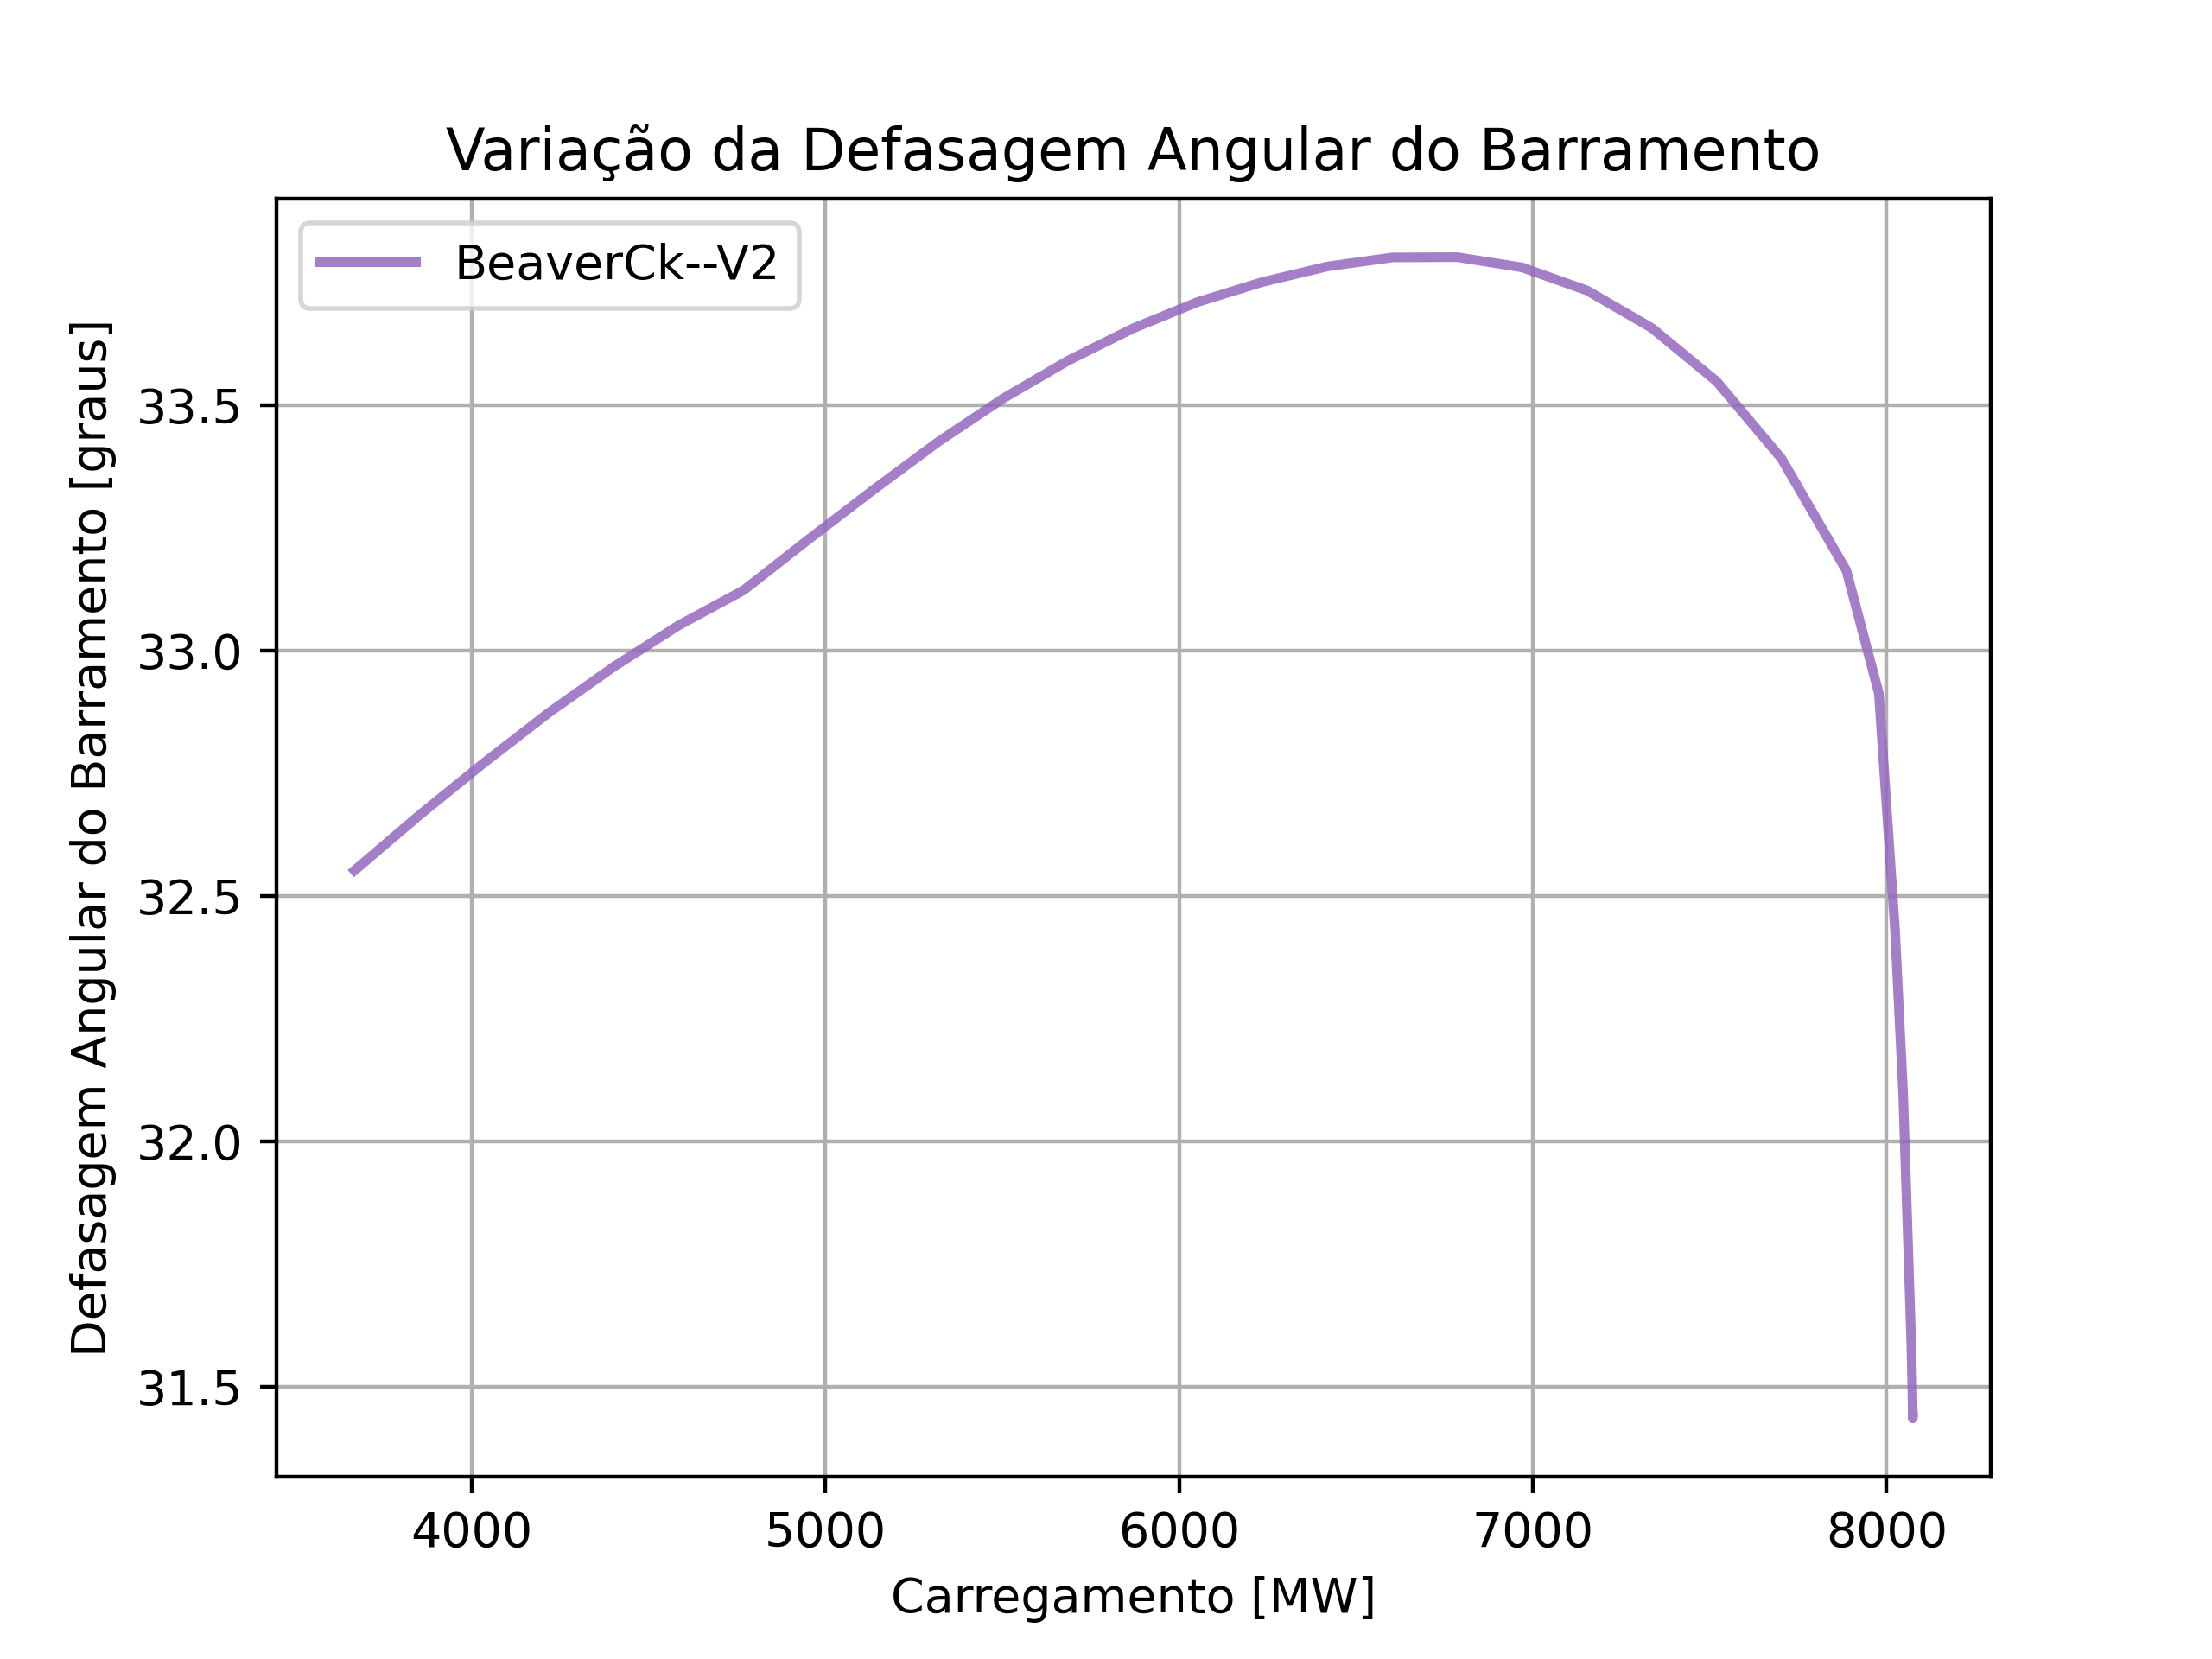 Variação da Defasagem Angular do Barramento
BeaverCk--V2
Defasagem Angular do Barramento [graus]
33.5
33.0
32.5
32.0
31.5
4000 5000 6000 7000 8000
Carregamento [MW]